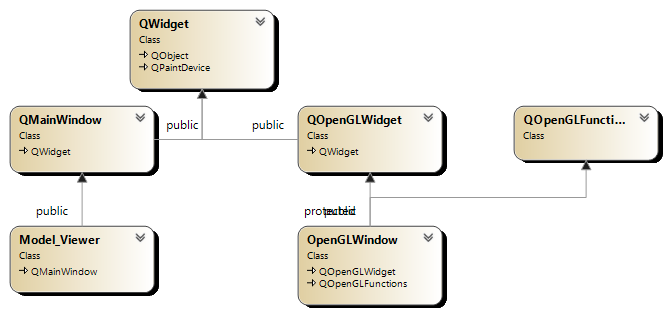 QWidget
Class
QObject
QPaintDevice
QMainWindow
Class
QWidget
public
public
QOpenGLWidget
Class
QWidget
QOpenGLFuncti...
Class
public
public
Model_Viewer
Class
QMainWindow
OpenGLWindow
Class
QOpenGLWidget
QOpenGLFunctions